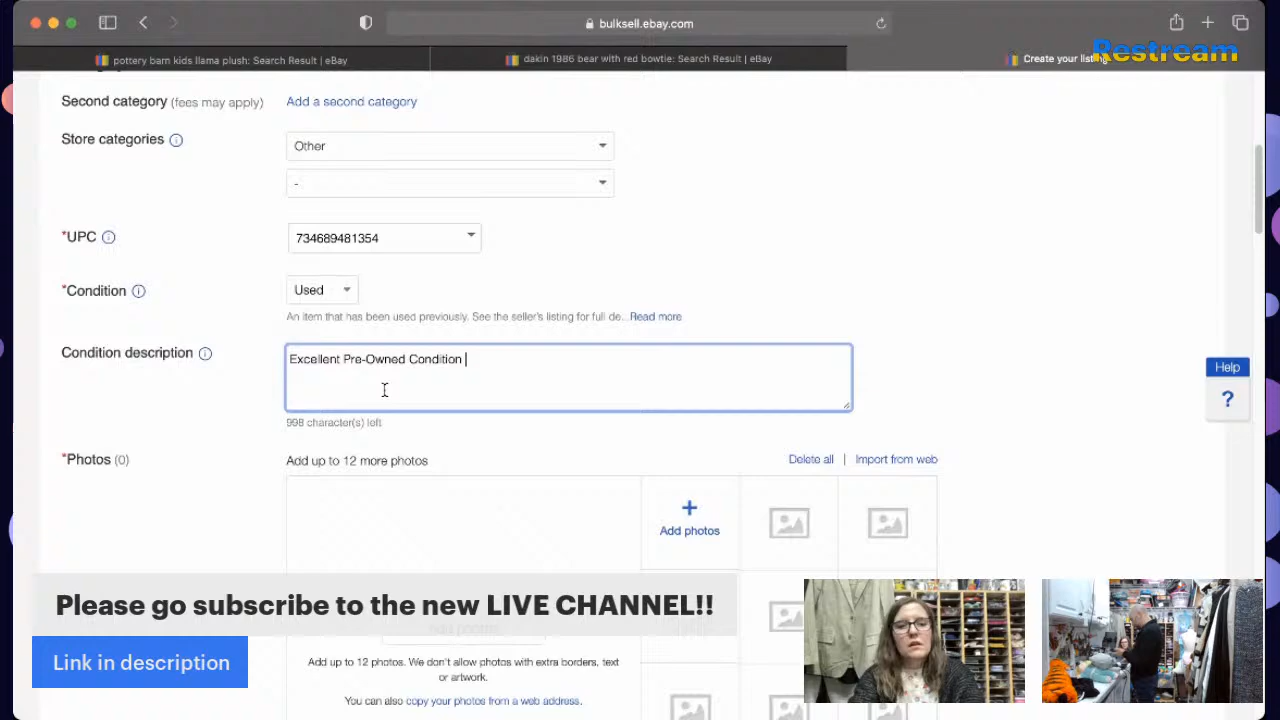 bulksell.ebay.com
pottery barn kids llama plush: Search Result | eBay
dakin 1986 bear with red bowtie: Search Result | eBay
Create your listing
Restream
Second category (fees may apply)
Add a second category
Store categories
Other
-
*UPC
734689481354
*Condition
Used
An item that has been used previously. See the seller's listing for full de...Read more
Condition description
Excellent Pre-Owned Condition
998 character(s) left
Help
?
*Photos (0)
Add up to 12 more photos
Delete all | Import from web
+
Add photos
Please go subscribe to the new LIVE CHANNEL!!
Link in description
Add up to 12 photos. We don't allow photos with extra borders, text
or artwork.
You can also copy your photos from a web address.